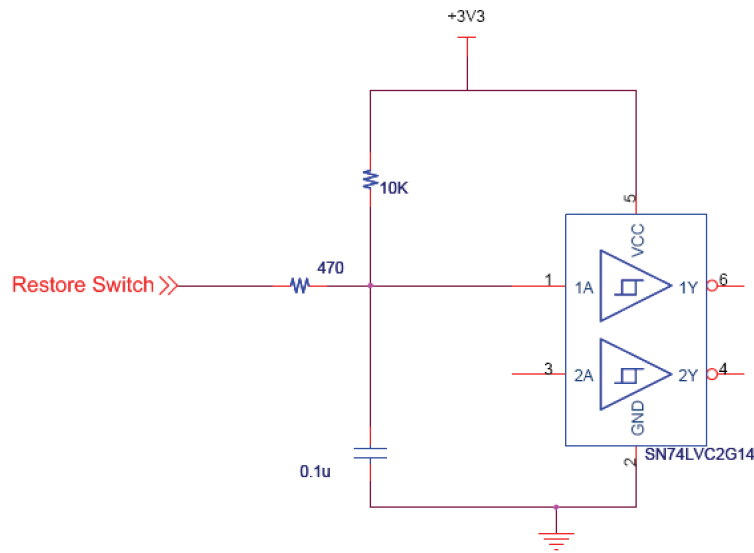 +3V3
10K
5
VCC
470
Restore Switch
1
1A
1Y
6
3
2A
2Y
4
GND
0.1u
2
SN74LVC2G14